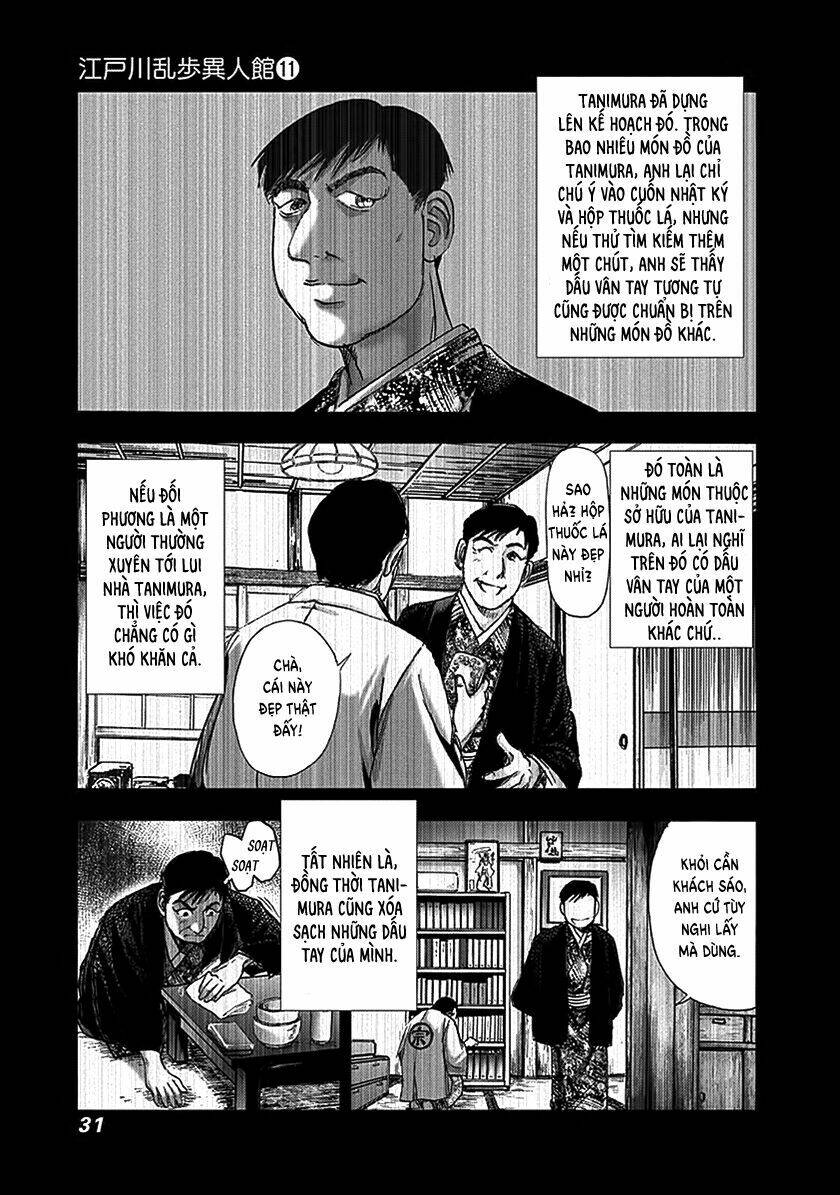 江戸川乱歩異人館⓫
TANIMURA ĐÃ DỰNG
LÊN KẾ HOẠCH ĐÓ. TRONG
BAO NHIÊU MÓN ĐỒ CỦA
TANIMURA, ANH LẠI CHỈ
CHÚ Ý VÀO CUỐN NHẬT KÝ
VÀ HỘP THUỐC LÁ, NHƯNG
NẾU THỬ TÌM KIẾM THÊM
MỘT CHÚT, ANH SẼ THẤY
DẤU VÂN TAY TƯƠNG TỰ
CŨNG ĐƯỢC CHUẨN BỊ TRÊN
NHỮNG MÓN ĐỒ KHÁC.
ĐÓ TOÀN LÀ
NHỮNG MÓN THUỘC
SỞ HỮU CỦA TANI-
MURA, AI LẠI NGHĨ
TRÊN ĐÓ CÓ DẤU
VÂN TAY CỦA MỘT
NGƯỜI HOÀN TOÀN
KHÁC CHỨ..
SAO
HẢ? HỘP
THUỐC LÁ
NÀY ĐẸP
NHỈ?
CHÀ,
CÁI NÀY
ĐẸP THẬT
ĐẤY!
NẾU ĐỐI
PHƯƠNG LÀ MỘT
NGƯỜI THƯỜNG
XUYÊN TỚI LUI
NHÀ TANIMURA,
THÌ VIỆC ĐÓ
CHẲNG CÓ GÌ
KHÓ KHĂN CẢ.
KHỎI CẦN
KHÁCH SÁO,
ANH CỨ TÙY
NGHI LẤY
MÀ DÙNG.
宗
TẤT NHIÊN LÀ,
ĐỒNG THỜI TANI-
MURA CŨNG XÓA
SẠCH NHỮNG DẤU
TAY CỦA MÌNH.
SOẠT
SOẠT
31